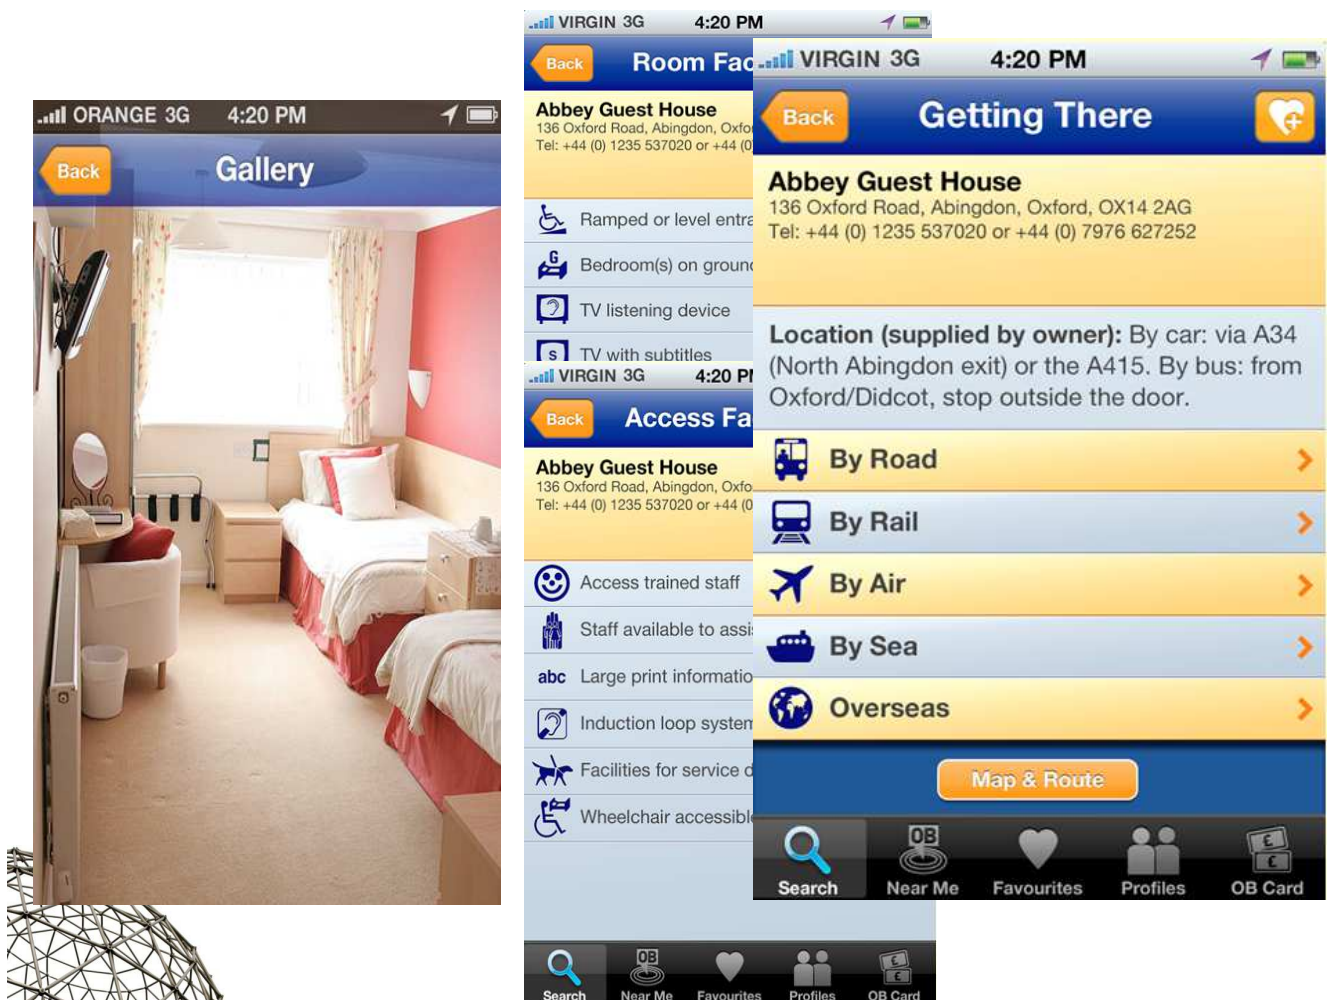 ORANGE 3G 4:20 PM
Back Gallery
VIRGIN 3G 4:20 PM
Back Room Fac
Abbey Guest House
136 Oxford Road, Abingdon, Oxfo
Tel: +44 (0) 1235 537020 or +44 (0)
Ramped or level entra
G
Bedroom(s) on ground
TV listening device
S
TV with subtitles
VIRGIN 3G 4:20 P
Back Access Fa
Abbey Guest House
136 Oxford Road, Abingdon, Oxfo
Tel: +44 (0) 1235 537020 or +44 (0
Access trained staff
Staff available to assi
abc Large print informatio
Induction loop system
Facilities for service d
Wheelchair accessible
Search
OB
Near Me
Favourites
Profiles
£
£
OB Card
VIRGIN 3G 4:20 PM
Back Getting There
Abbey Guest House
136 Oxford Road, Abingdon, Oxford, OX14 2AG
Tel: +44 (0) 1235 537020 or +44 (0) 7976 627252
Location (supplied by owner): By car: via A34
(North Abingdon exit) or the A415. By bus: from
Oxford/Didcot, stop outside the door.
By Road
By Rail
By Air
By Sea
Overseas
Map & Route
Search
OB
Near Me
Favourites
Profiles
£
£
OB Card